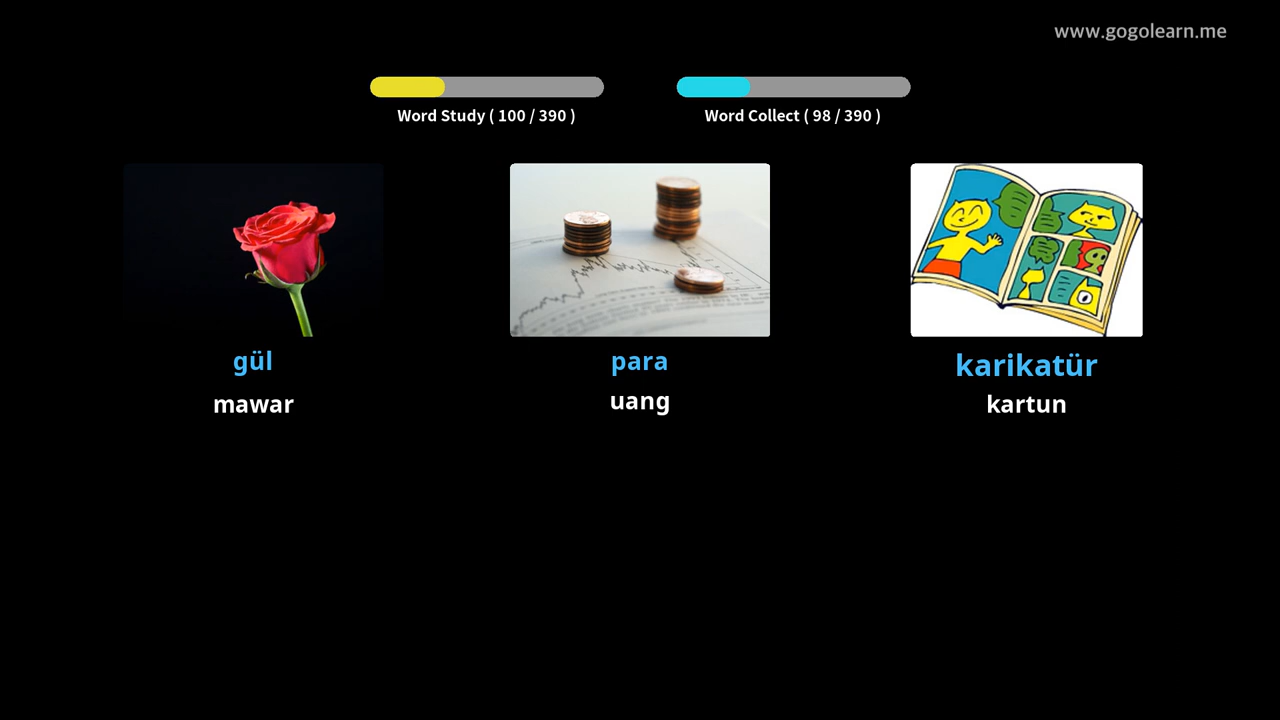 www.gogolearn.me
Word Study ( 100 / 390 )
Word Collect ( 98 / 390 )
gül
mawar
para
uang
karikatür
kartun